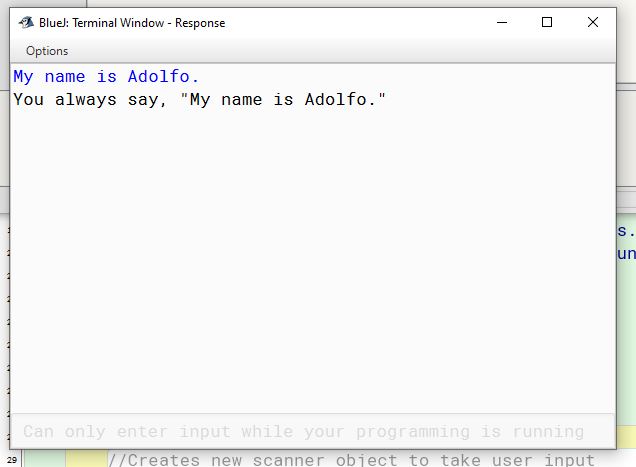 BlueJ: Terminal Window - Response
Options
My name is Adolfo.
You always say, "My name is Adolfo."
s.
un
Can only enter input while your programming is running
29
//Creates new scanner object to take user input